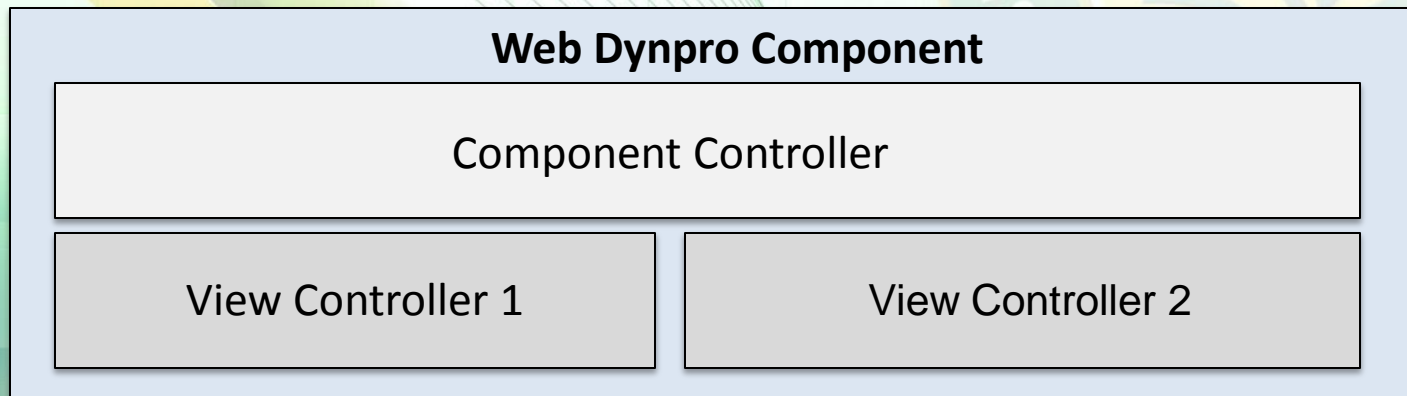 Web Dynpro Component
Component Controller
View Controller 1
View Controller 2